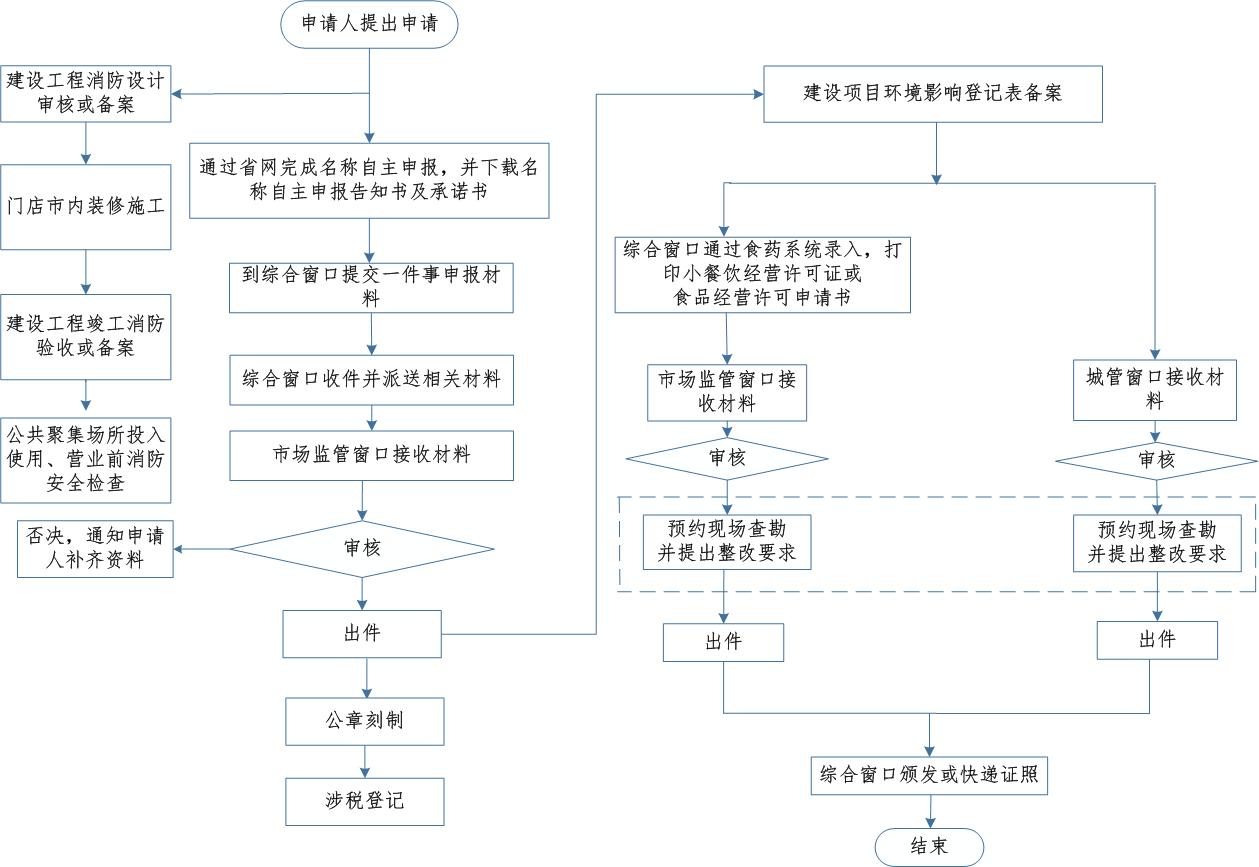 申请人提出申请
建设工程消防设计
审核或备案
门店市内装修施工
建设工程竣工消防
验收或备案
公共聚集场所投入
使用、营业前消防
安全检查
通过省网完成名称自主申报，并下载名
称自主申报告知书及承诺书
到综合窗口提交一件事申报材
料
综合窗口收件并派送相关材料
市场监管窗口接收材料
审核
否决，通知申请
人补齐资料
出件
公章刻制
涉税登记
建设项目环境影响登记表备案
综合窗口通过食药系统录入，打
印小餐饮经营许可证或
食品经营许可申请书
市场监管窗口接
收材料
审核
预约现场查勘
并提出整改要求
出件
城管窗口接收材
料
审核
预约现场查勘
并提出整改要求
出件
综合窗口颁发或快递证照
结束